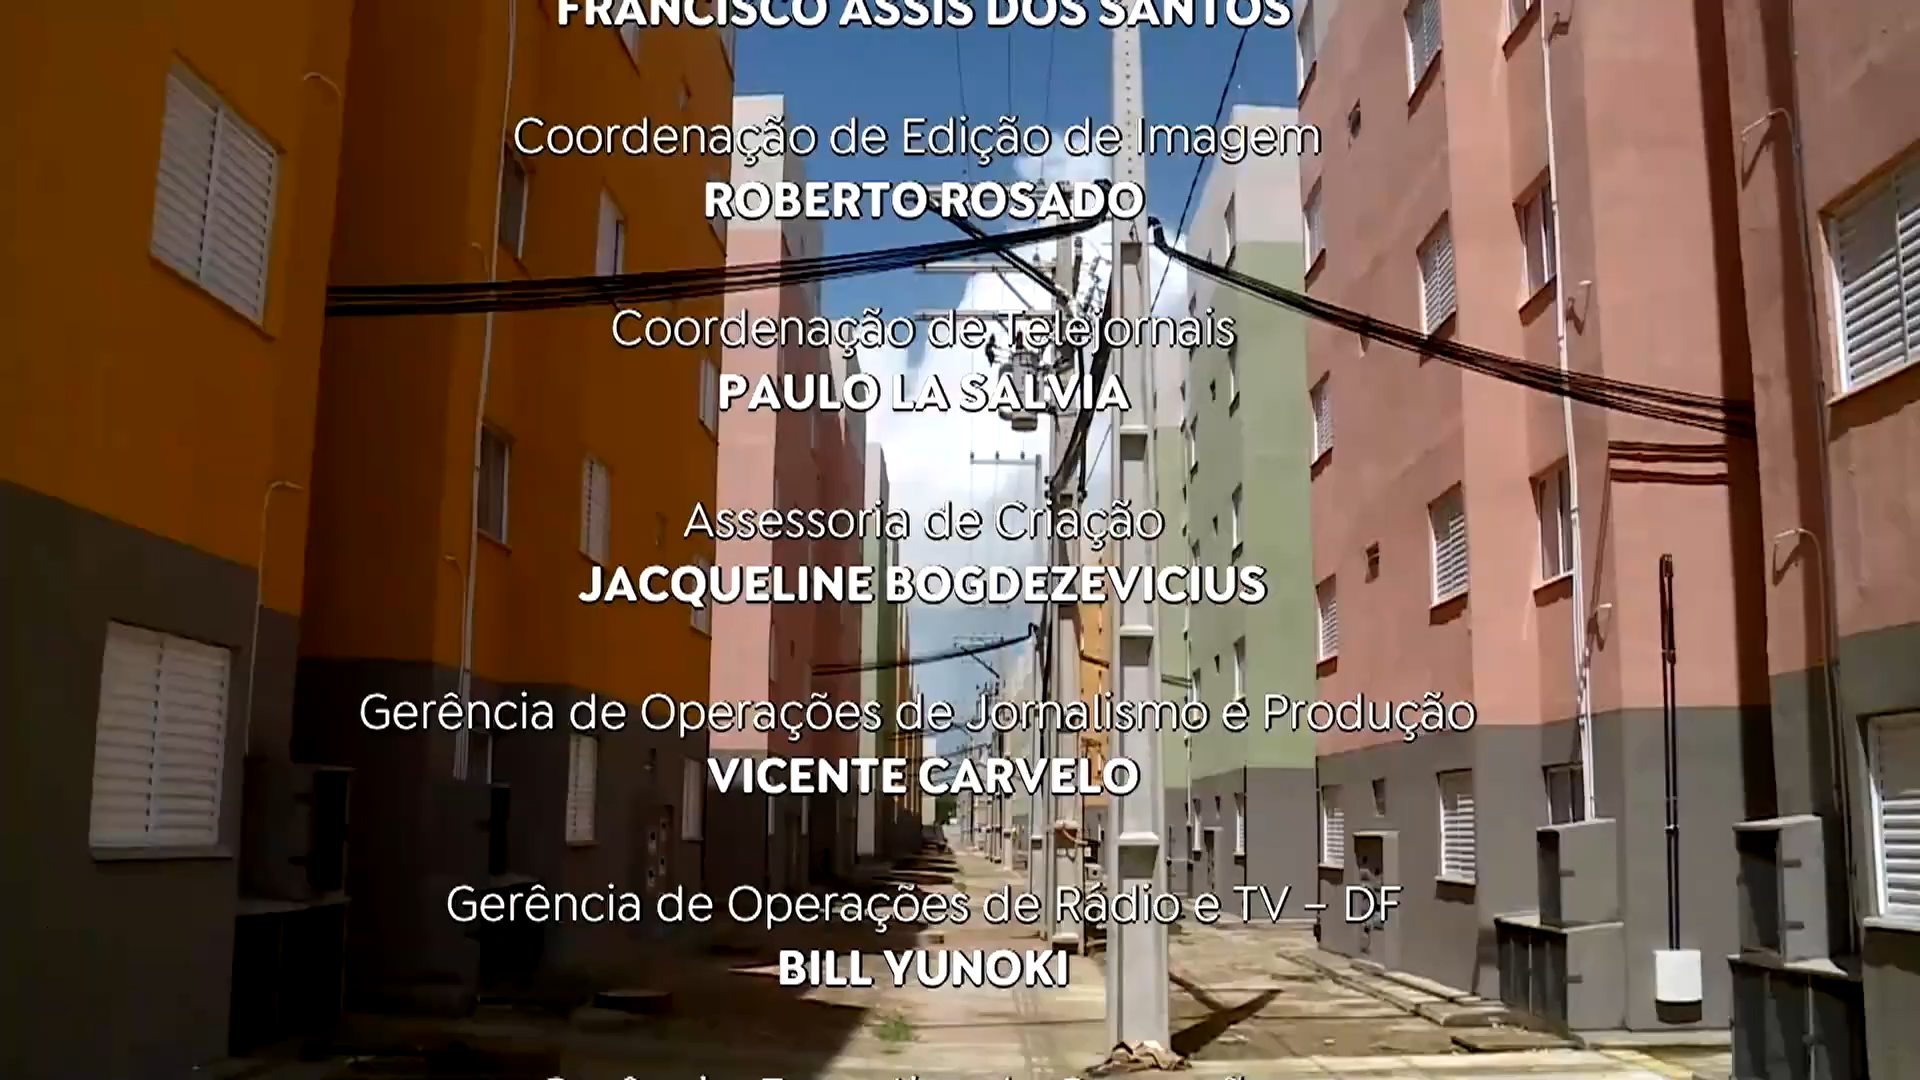 FRANCISCO ASSIS DOS SANTOS
Coordenação de Edição de Imagem
ROBERTO ROSADO
Coordenação de Telejornais
PAULO LA SALVIA
Assessoria de Criação
JACQUELINE BOGDEZEVICIUS
Gerência de Operações de Jornalismo e Produção
VICENTE CARVELO
Gerência de Operações de Rádio e TV – DF
BILL YUNOKI